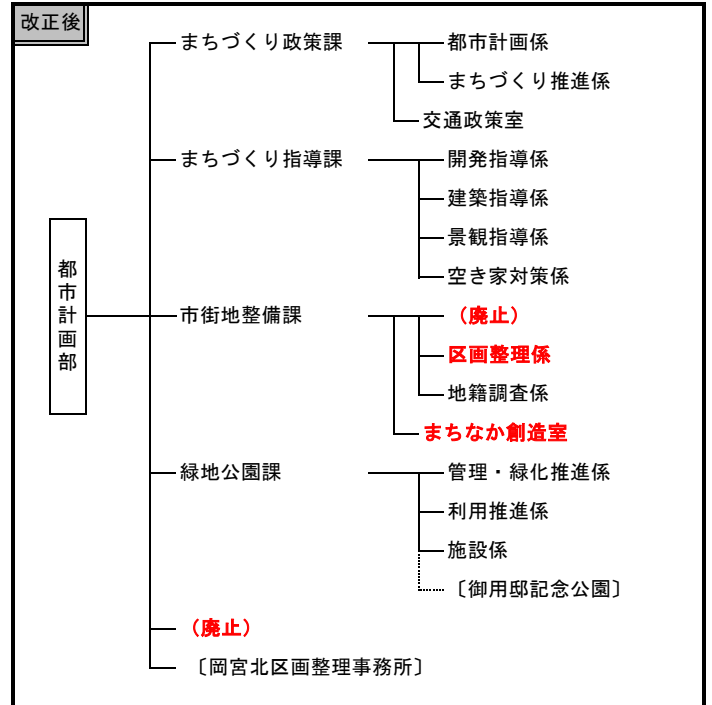 改正後
都市計画部
まちづくり政策課
都市計画係
まちづくり推進係
交通政策室
まちづくり指導課
開発指導係
建築指導係
景観指導係
空き家対策係
市街地整備課
（廃止）
区画整理係
地籍調査係
まちなか創造室
緑地公園課
管理・緑化推進係
利用推進係
施設係
〔御用邸記念公園〕
（廃止）
〔岡宮北区画整理事務所〕